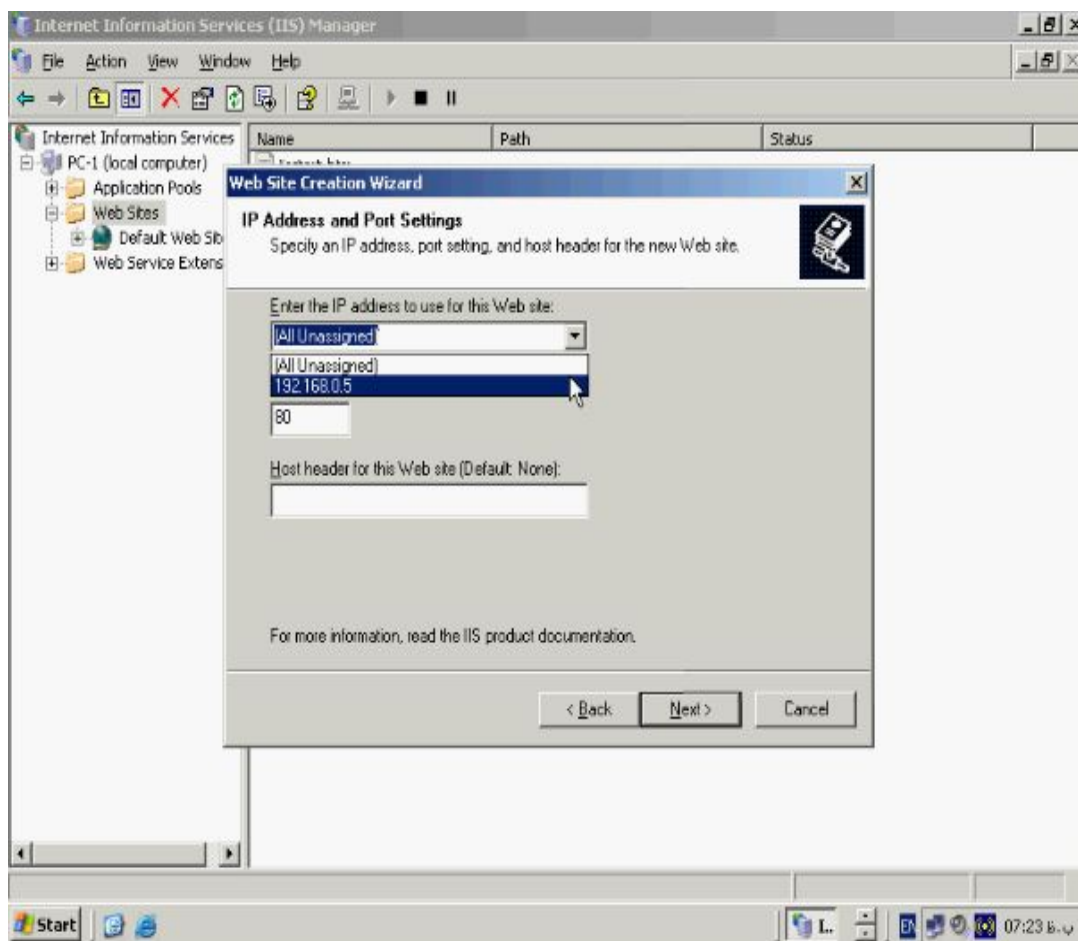 Internet Information Services (IIS) Manager
File Action View Window Help
Internet Information Services
PC-1 (local computer)
Application Pools
Web Sites
Default Web Sit
Web Service Extens
Name Path Status
Web Site Creation Wizard
IP Address and Port Settings
Specify an IP address, port setting, and host header for the new Web site.
Enter the IP address to use for this Web site:
(All Unassigned)
(All Unassigned)
192.168.0.5
80
Host header for this Web site (Default: None):
For more information, read the IIS product documentation.
< Back Next > Cancel
Start I... EN 07:23 ب.ظ